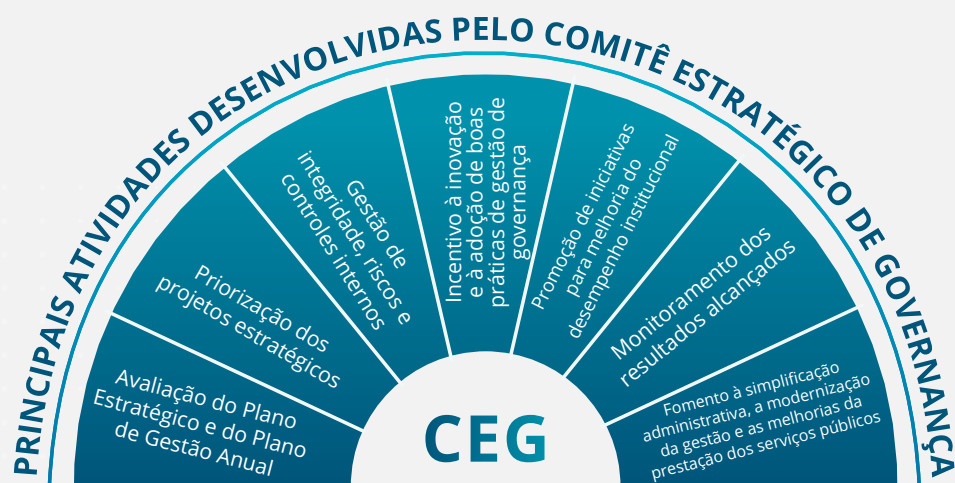 PRINCIPAIS ATIVIDADES DESENVOLVIDAS PELO COMITÊ ESTRATÉGICO DE GOVERNANÇA
Avaliação do Plano
Estratégico e do Plano
de Gestão Anual
Priorização dos
projetos estratégicos
Gestão de
integridade, riscos e
controles internos
Incentivo à inovação
e à adoção de boas
práticas de gestão de
governança
Promoção de iniciativas
para melhoria do
desempenho institucional
Monitoramento dos
resultados alcançados
Fomento à simplificação
administrativa, a modernização
da gestão e as melhorias da
prestação dos serviços públicos
CEG